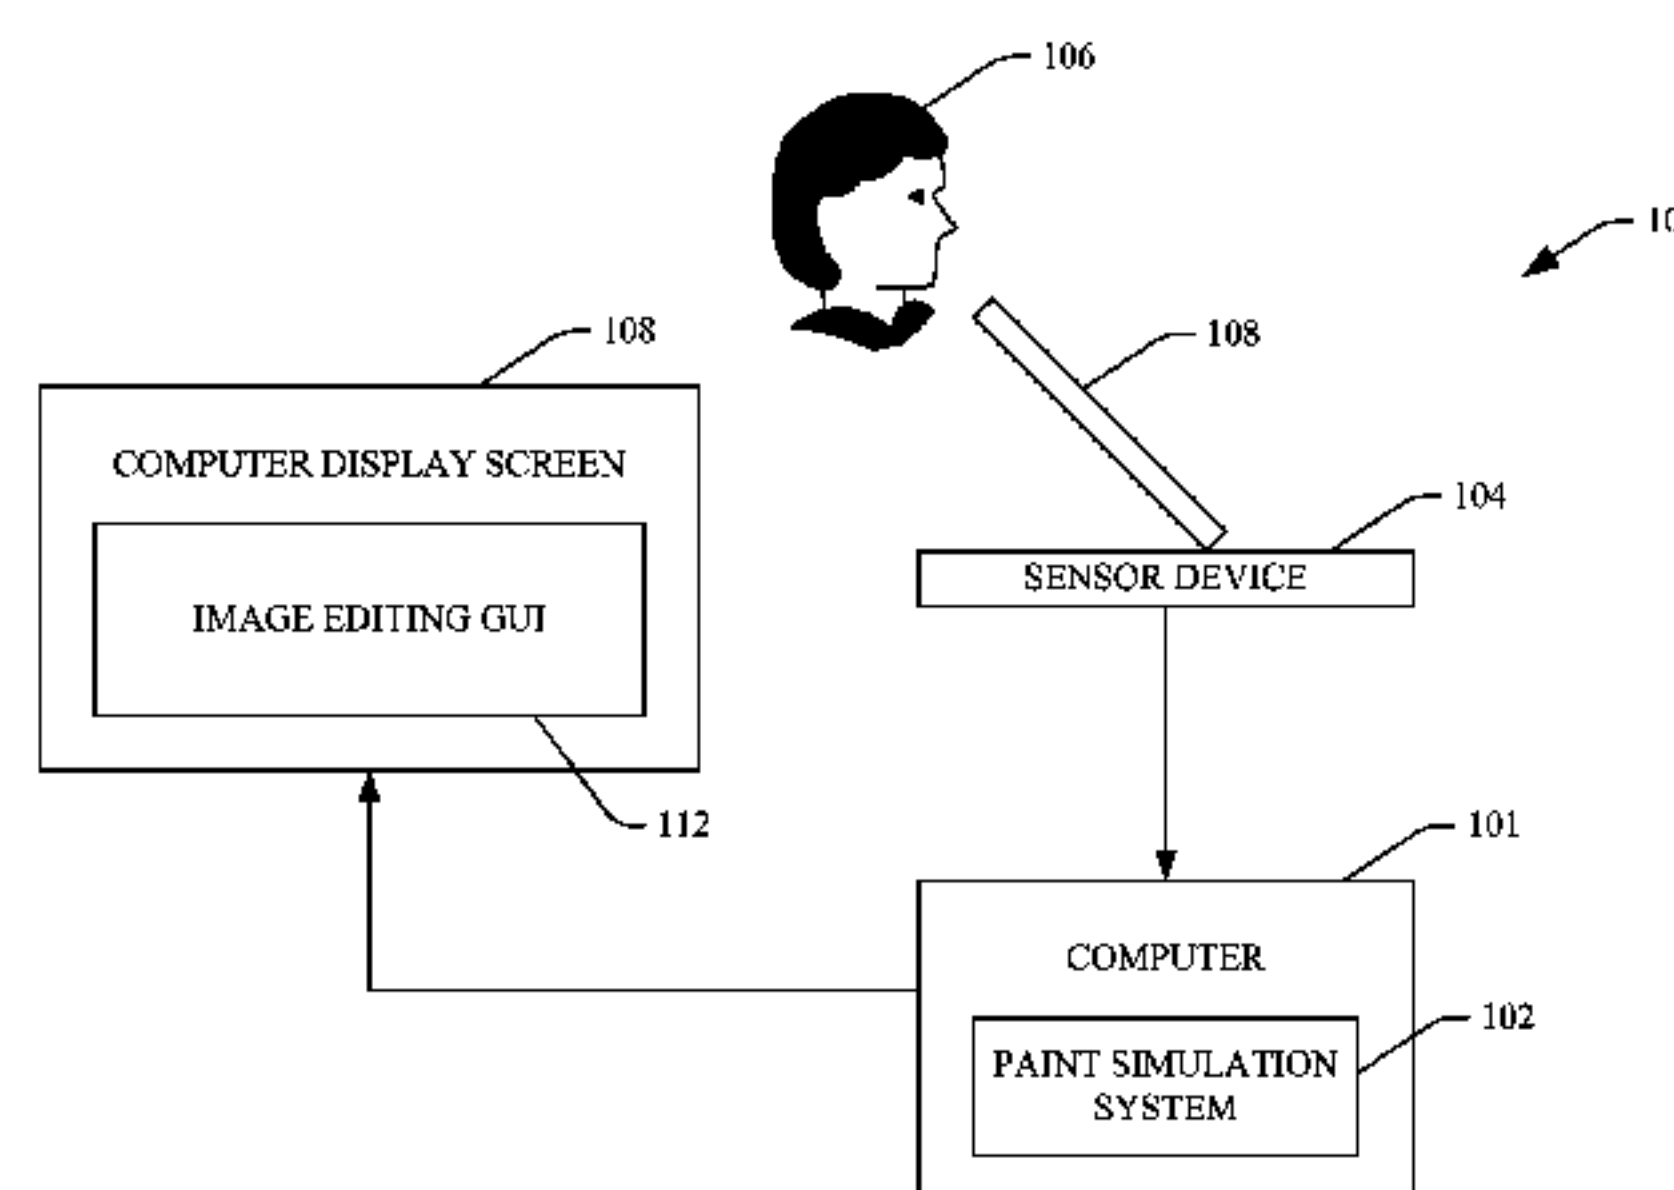 106
108
108
COMPUTER DISPLAY SCREEN
104
SENSOR DEVICE
IMAGE EDITING GUI
112
101
COMPUTER
102
PAINT SIMULATION
SYSTEM